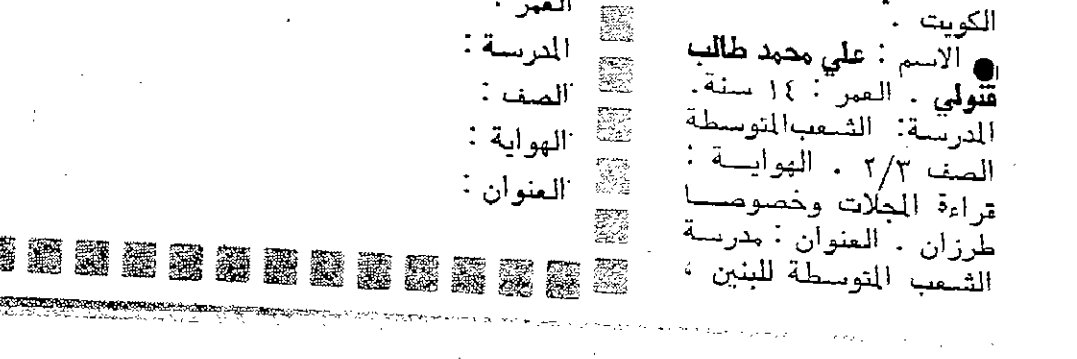 الكويت .
● الاسم : علي محمد طالب
قتولي . العمر : ١٤ سنة .
المدرسة : الشعب المتوسطة
الصف ٢/٣ . الهواية :
قراءة المجلات وخصوصا
طرزان . العنوان : مدرسة
الشعب المتوسطة للبنين ،
العمر :
المدرسة :
الصف :
الهواية :
العنوان :